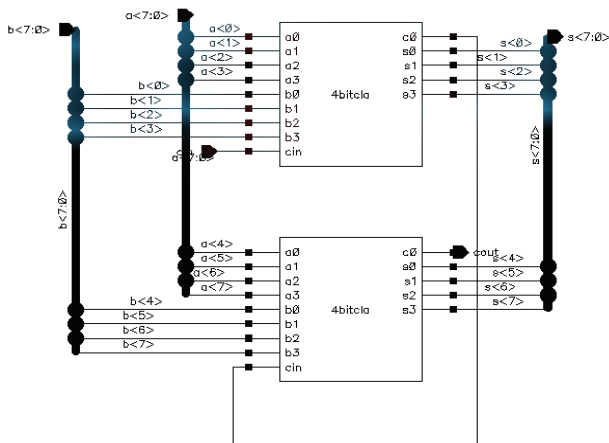 a<7:0>
b<7:0>
s<7:0>
a<0>
a<1>
a<2>
a<3>
b<0>
b<1>
b<2>
b<3>
a<7:0>
a0
a1
a2
a3
b0
b1
b2
b3
cin
4bitcla
c0
s0
s1
s2
s3
s<0>
s<1>
s<2>
s<3>
b<7:0>
s<7:0>
a<4>
a<5>
a<6>
a<7>
b<4>
b<5>
b<6>
b<7>
a0
a1
a2
a3
b0
b1
b2
b3
cin
4bitcla
c0
s0
s1
s2
s3
cout
s<4>
s<5>
s<6>
s<7>